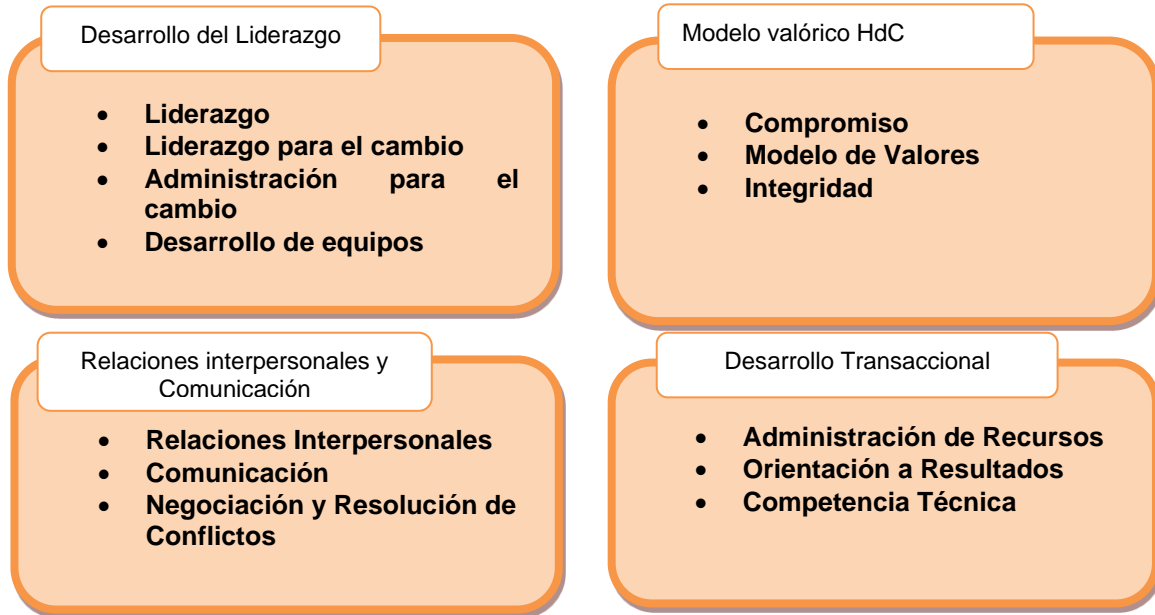 Desarrollo del Liderazgo
• Liderazgo
• Liderazgo para el cambio
• Administración para el
cambio
• Desarrollo de equipos
Modelo valórico HdC
• Compromiso
• Modelo de Valores
• Integridad
Relaciones interpersonales y
Comunicación
• Relaciones Interpersonales
• Comunicación
• Negociación y Resolución de
Conflictos
Desarrollo Transaccional
• Administración de Recursos
• Orientación a Resultados
• Competencia Técnica